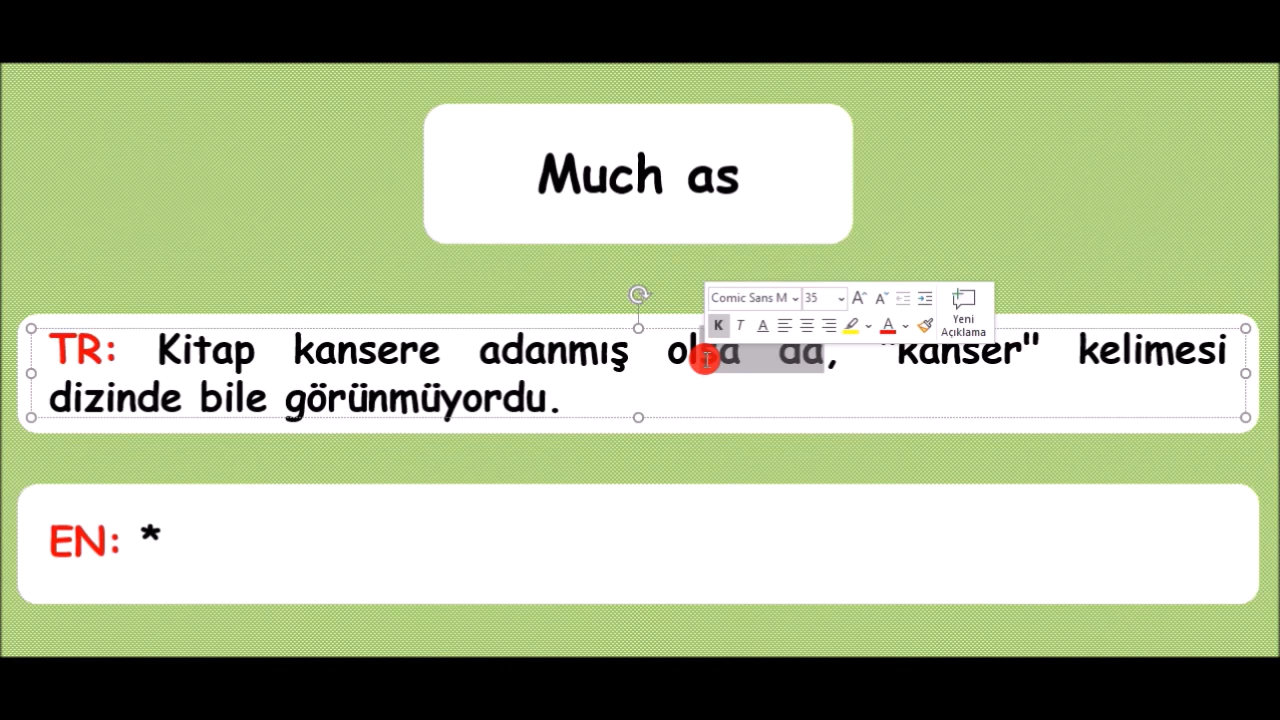 Much as
Comic Sans M 35
K T A
Yeni
Açıklama
TR: Kitap kansere adanmış olsa da, "kanser" kelimesi
dizinde bile görünmüyordu.
EN: *